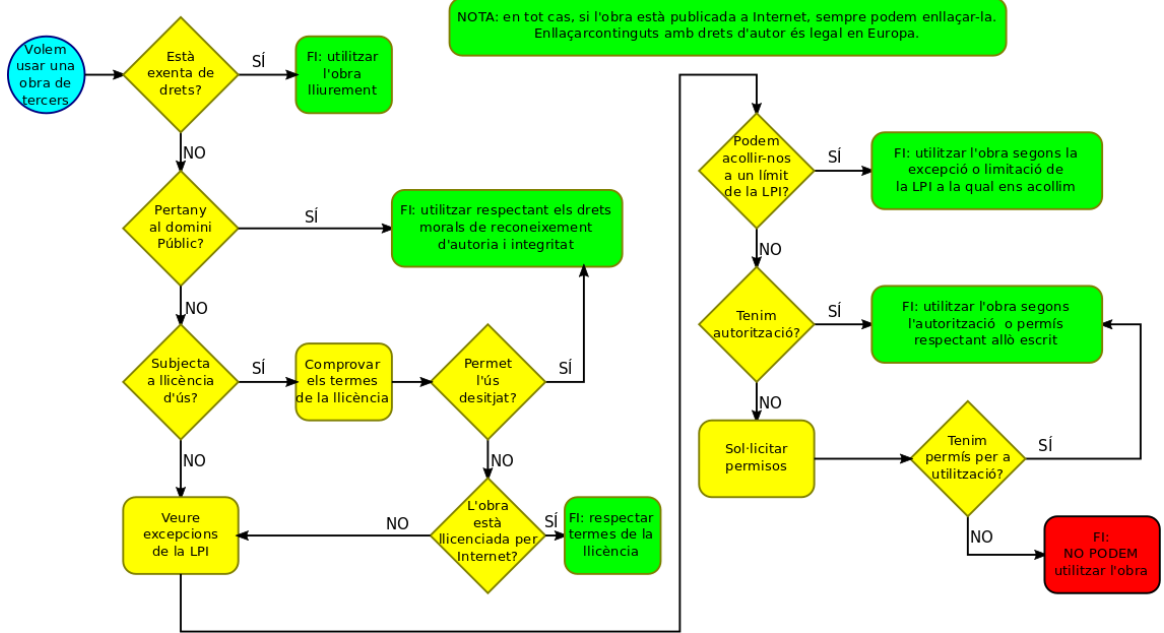 NOTA: en tot cas, si l'obra està publicada a Internet, sempre podem enllaçar-la.
Enllaçarcontinguts amb drets d'autor és legal en Europa.
Volem
usar una
obra de
tercers
Està
exenta de
drets?
SÍ
FI: utilitzar
l'obra
lliurement
NO
Pertany
al domini
Públic?
SÍ
FI: utilitzar respectant els drets
morals de reconeixement
d'autoria i integritat
NO
Subjecta
a llicència
d'ús?
SÍ
Comprovar
els termes
de la llicència
Permet
l'ús
desitjat?
SÍ
NO
NO
Veure
excepcions
de la LPI
NO
L'obra
està
llicenciada per
Internet?
SÍ
FI: respectar
termes de la
llicència
Podem
acollir-nos
a un límit
de la LPI?
SÍ
FI: utilitzar l'obra segons la
excepció o limitació de
la LPI a la qual ens acollim
NO
Tenim
autorització?
SÍ
FI: utilitzar l'obra segons
l'autorització o permís
respectant allò escrit
NO
Sol·licitar
permisos
Tenim
permís per a
utilització?
SÍ
NO
FI:
NO PODEM
utilitzar l'obra